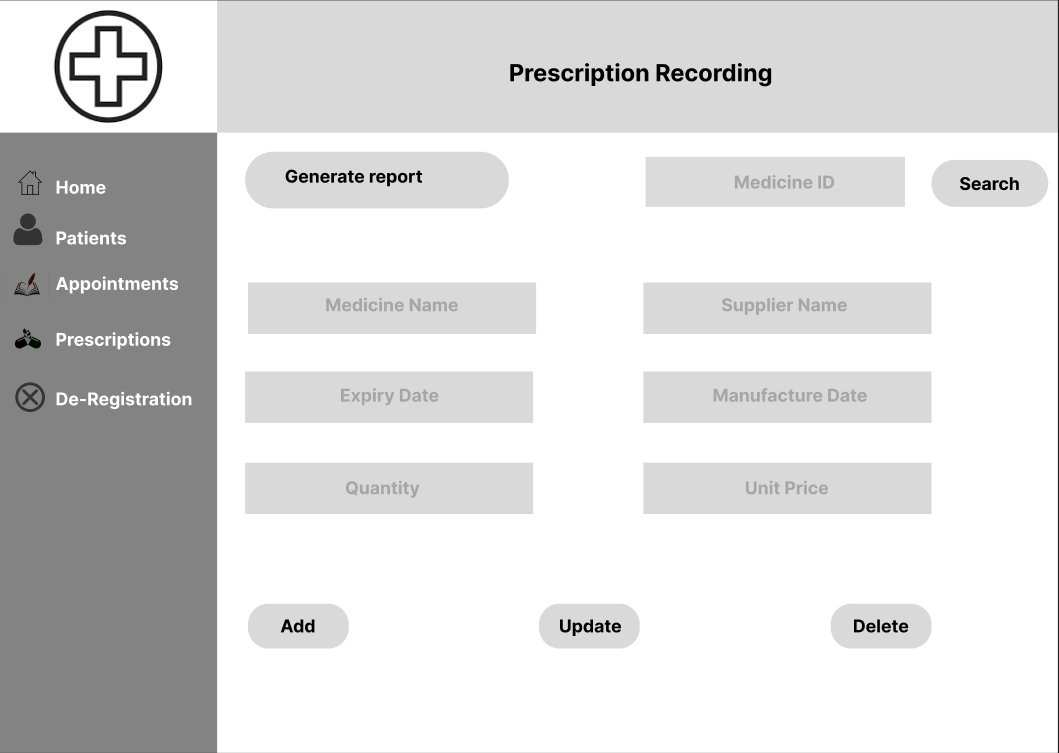 Prescription Recording
Home
Patients
Appointments
Prescriptions
De-Registration
Generate report
Medicine ID
Search
Medicine Name
Supplier Name
Expiry Date
Manufacture Date
Quantity
Unit Price
Add
Update
Delete